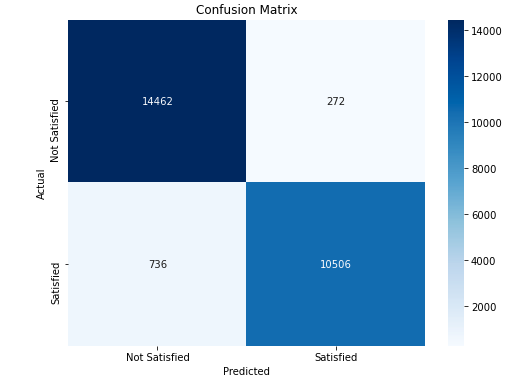 Confusion Matrix
14462
272
736
10506
Not Satisfied
Satisfied
Actual
Not Satisfied
Satisfied
Predicted
14000
12000
10000
8000
6000
4000
2000